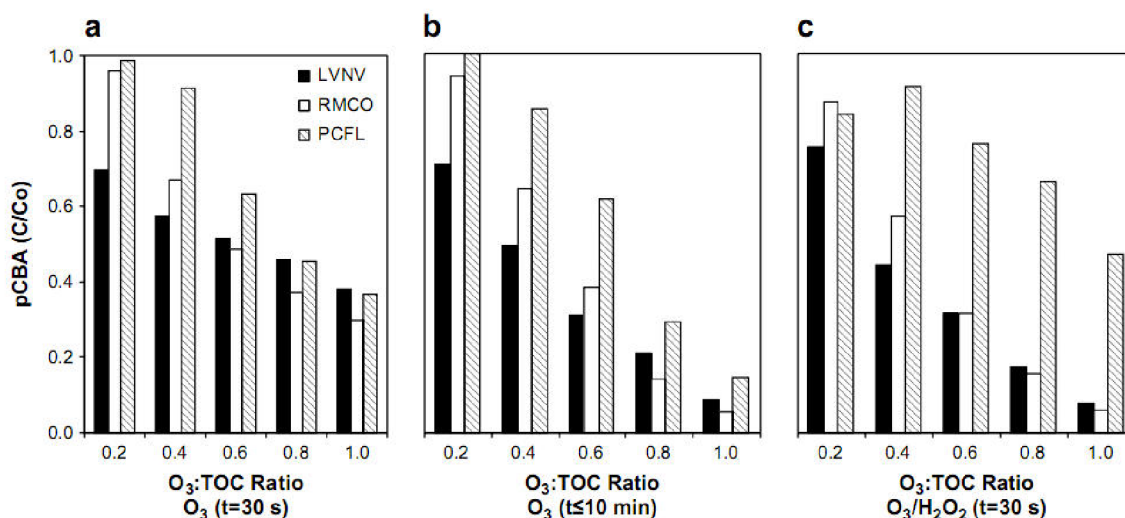 a
b
c
pCBA (C/Co)
1.0
0.8
0.6
0.4
0.2
0.0
LVNV
RMCO
PCFL
0.2 0.4 0.6 0.8 1.0
0.2 0.4 0.6 0.8 1.0
0.2 0.4 0.6 0.8 1.0
O₃:TOC Ratio
O₃ (t=30 s)
O₃:TOC Ratio
O₃ (t≤10 min)
O₃:TOC Ratio
O₃/H₂O₂ (t=30 s)